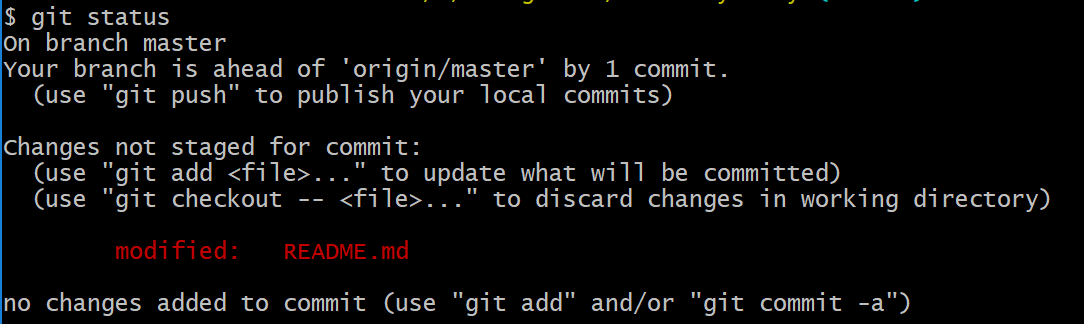 $ git status
On branch master
Your branch is ahead of 'origin/master' by 1 commit.
  (use "git push" to publish your local commits)

Changes not staged for commit:
  (use "git add <file>..." to update what will be committed)
  (use "git checkout -- <file>..." to discard changes in working directory)

        modified:   README.md

no changes added to commit (use "git add" and/or "git commit -a")